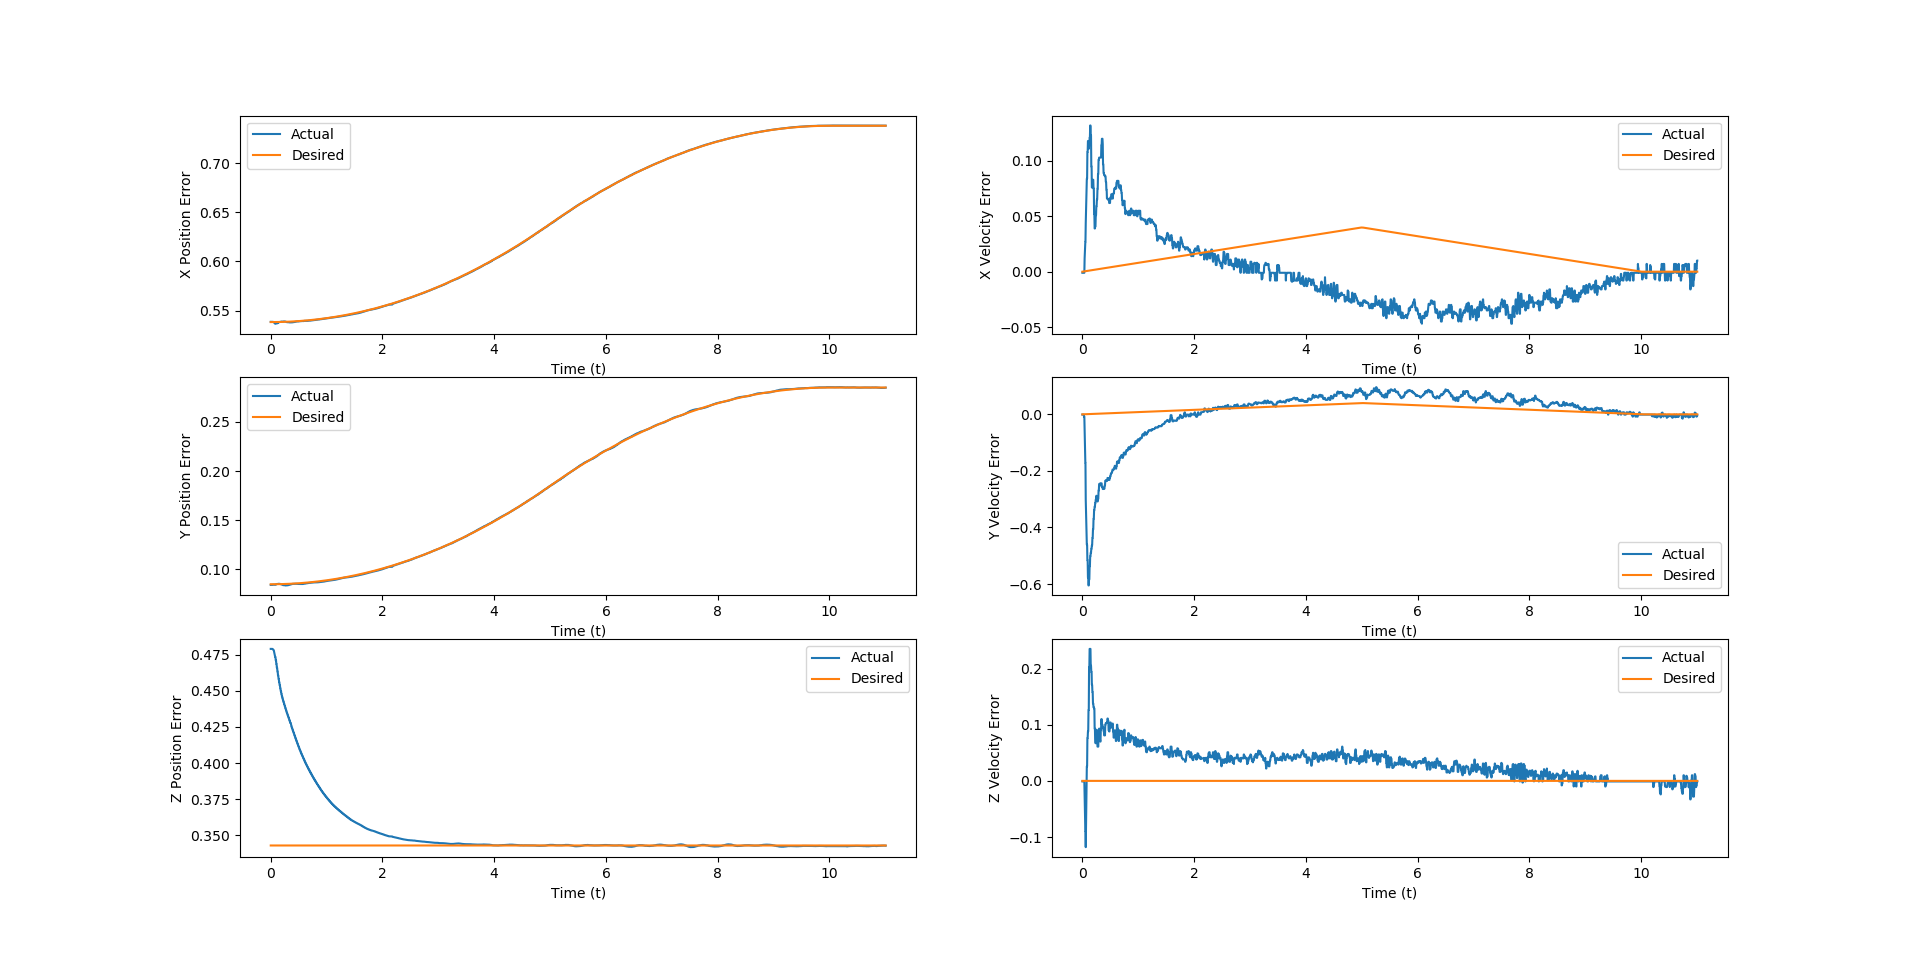 Actual
Desired
X Position Error
0.70
0.65
0.60
0.55
0 2 4 6 8 10
Time (t)
Actual
Desired
X Velocity Error
0.10
0.05
0.00
−0.05
0 2 4 6 8 10
Time (t)
Actual
Desired
Y Position Error
0.25
0.20
0.15
0.10
0 2 4 6 8 10
Time (t)
Actual
Desired
Y Velocity Error
0.0
−0.2
−0.4
−0.6
0 2 4 6 8 10
Time (t)
Actual
Desired
Z Position Error
0.475
0.450
0.425
0.400
0.375
0.350
0 2 4 6 8 10
Time (t)
Actual
Desired
Z Velocity Error
0.2
0.1
0.0
−0.1
0 2 4 6 8 10
Time (t)